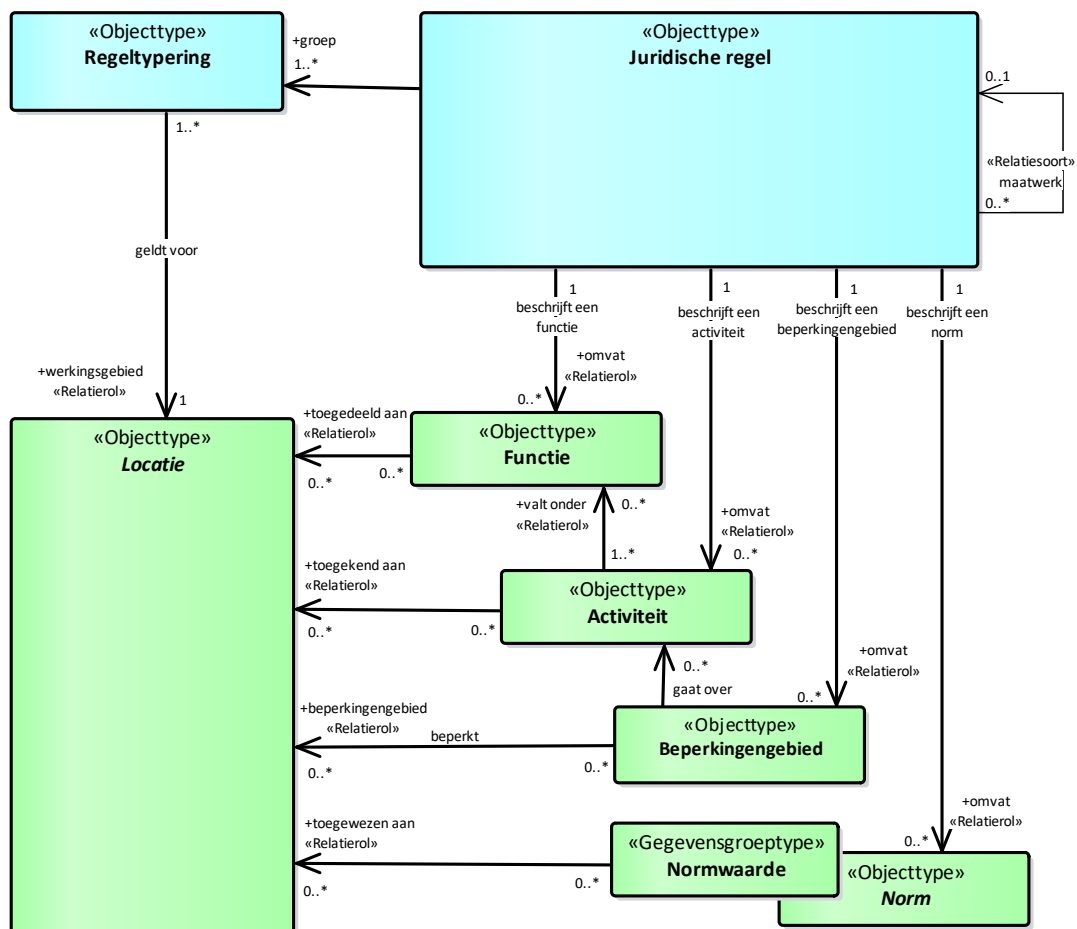 «Objecttype»
Regeltypering
+groep
1..*
«Objecttype»
Juridische regel
0..1
«Relatiesoort»
maatwerk
0..*
1..*
geldt voor
+werkingsgebied
«Relatierol»
1
1
beschrijft een
functie
1
beschrijft een
activiteit
1
beschrijft een
beperkingengebied
1
beschrijft een
norm
+omvat
«Relatierol»
0..*
«Objecttype»
Locatie
+toegedeeld aan
«Relatierol»
0..*
0..*
«Objecttype»
Functie
+valt onder
«Relatierol»
0..*
1..*
+omvat
«Relatierol»
0..*
+toegekend aan
«Relatierol»
0..*
0..*
«Objecttype»
Activiteit
0..*
gaat over
+omvat
«Relatierol»
0..*
+beperkingengebied
«Relatierol»
beperkt
0..*
0..*
«Objecttype»
Beperkingengebied
+omvat
«Relatierol»
0..*
+toegewezen aan
«Relatierol»
0..*
0..*
«Gegevensgroeptype»
Normwaarde
«Objecttype»
Norm